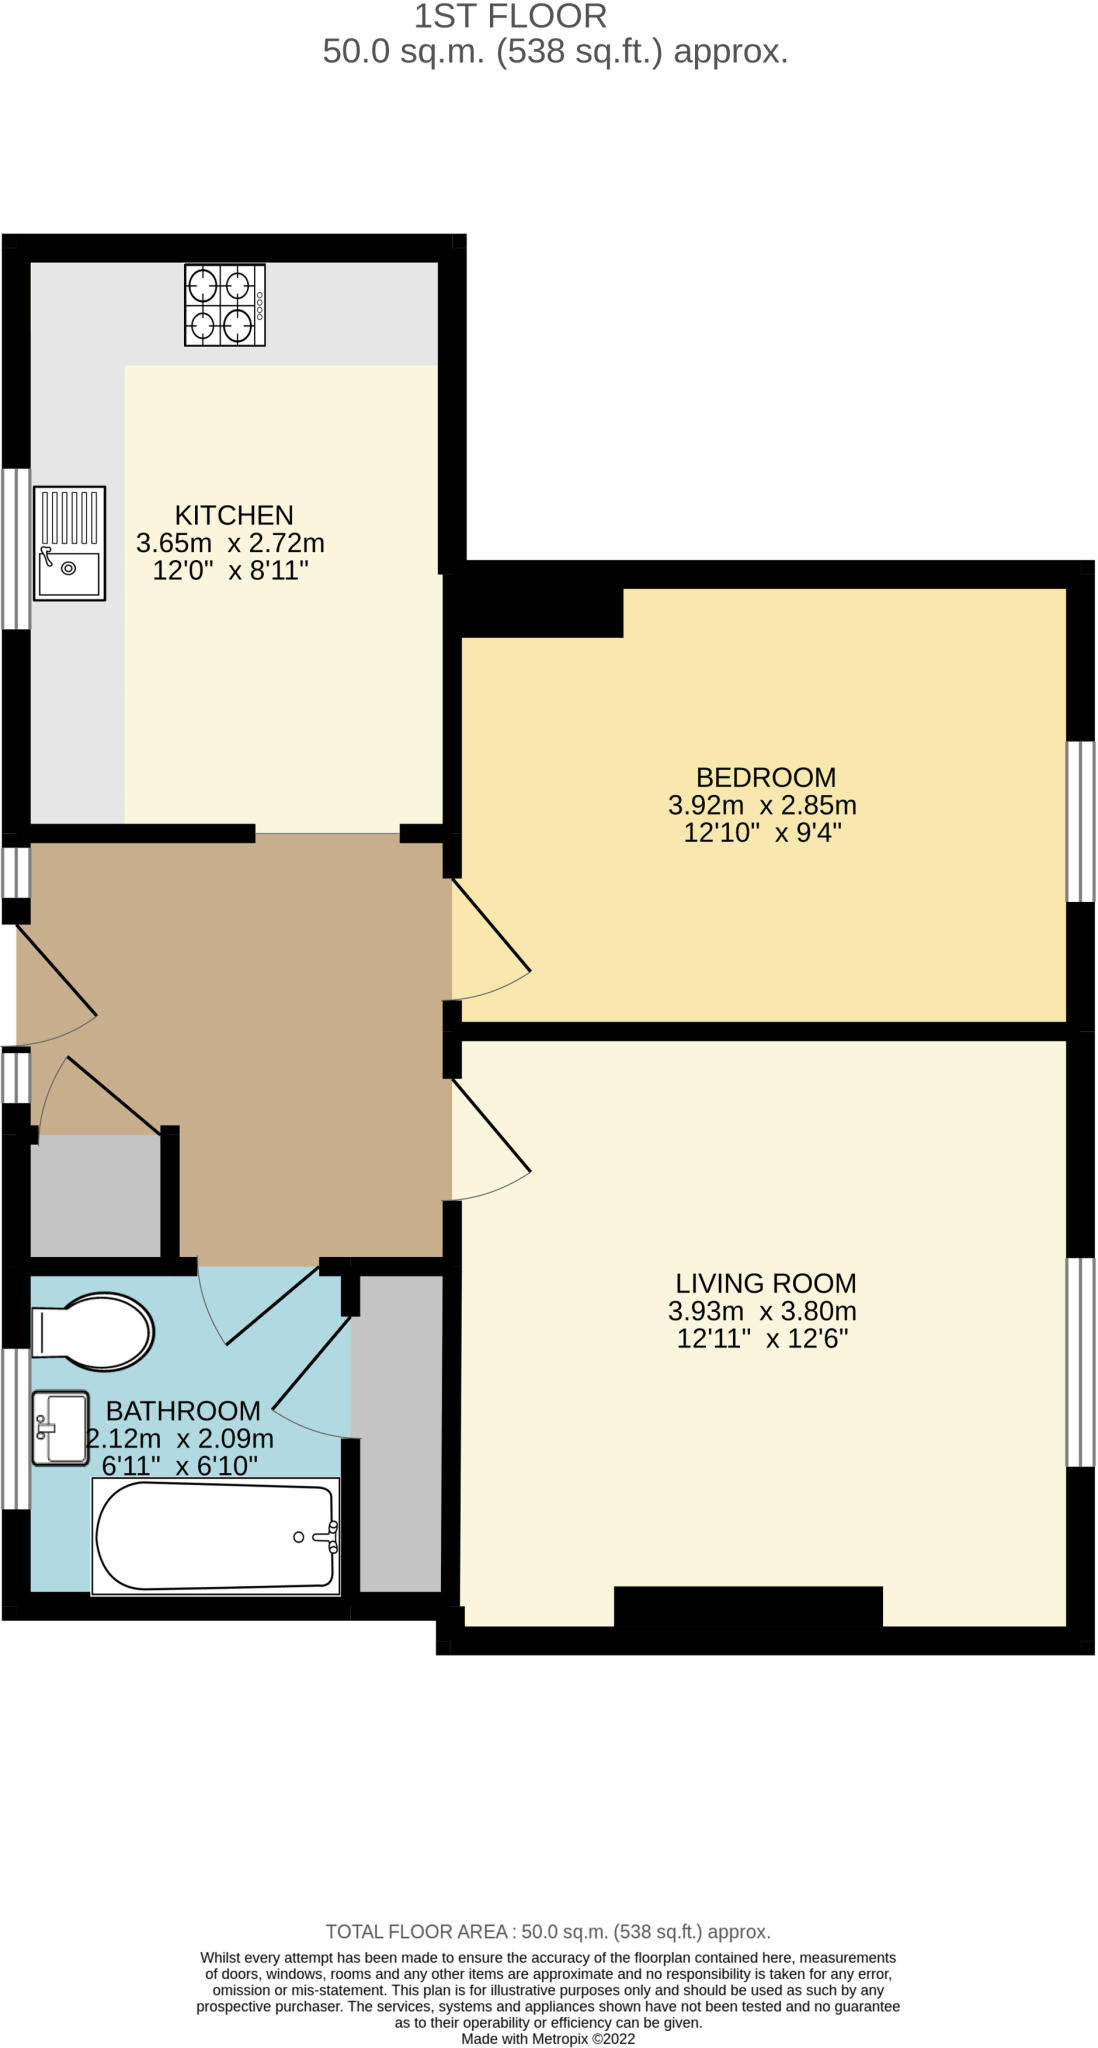 1ST FLOOR
50.0 sq.m. (538 sq.ft.) approx.
KITCHEN
3.65m x 2.72m
12'0" x 8'11"
BEDROOM
3.92m x 2.85m
12'10" x 9'4"
LIVING ROOM
3.93m x 3.80m
12'11" x 12'6"
BATHROOM
2.12m x 2.09m
6'11" x 6'10"
TOTAL FLOOR AREA : 50.0 sq.m. (538 sq.ft.) approx.
Whilst every attempt has been made to ensure the accuracy of the floorplan contained here, measurements
of doors, windows, rooms and any other items are approximate and no responsibility is taken for any error,
omission or mis-statement. This plan is for illustrative purposes only and should be used as such by any
prospective purchaser. The services, systems and appliances shown have not been tested and no guarantee
as to their operability or efficiency can be given.
Made with Metropix ©2022